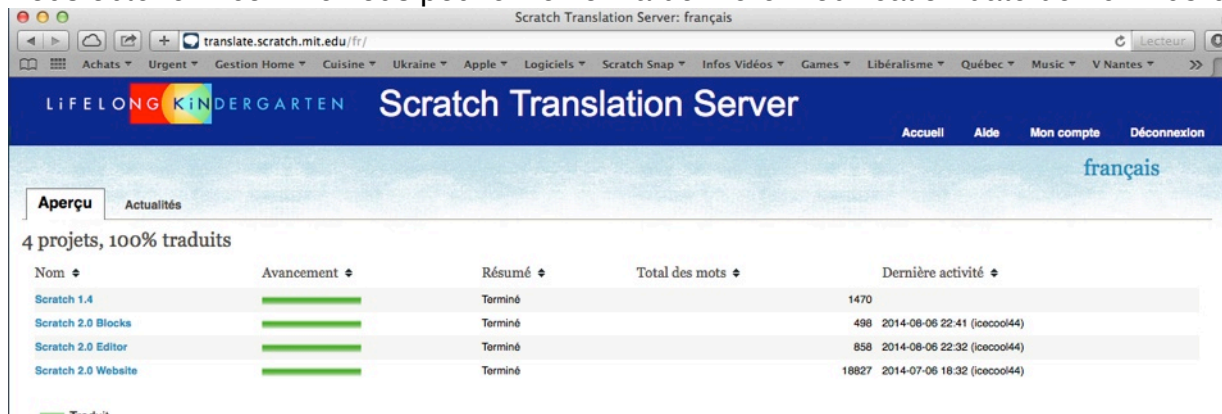 Scratch Translation Server: français
translate.scratch.mit.edu/fr/ Lecteur
Achats Urgent Gestion Home Cuisine Ukraine Apple Logiciels Scratch Snap Infos Vidéos Games Libéralisme Québec Music V Nantes >>
LiFELONG KiNDERGARTEN Scratch Translation Server
Accueil Aide Mon compte Déconnexion
français
Aperçu Actualités
4 projets, 100% traduits
Nom Avancement Résumé Total des mots Dernière activité
Scratch 1.4 Terminé 1470
Scratch 2.0 Blocks Terminé 498 2014-08-06 22:41 (icecool44)
Scratch 2.0 Editor Terminé 858 2014-08-06 22:32 (icecool44)
Scratch 2.0 Website Terminé 18827 2014-07-06 18:32 (icecool44)